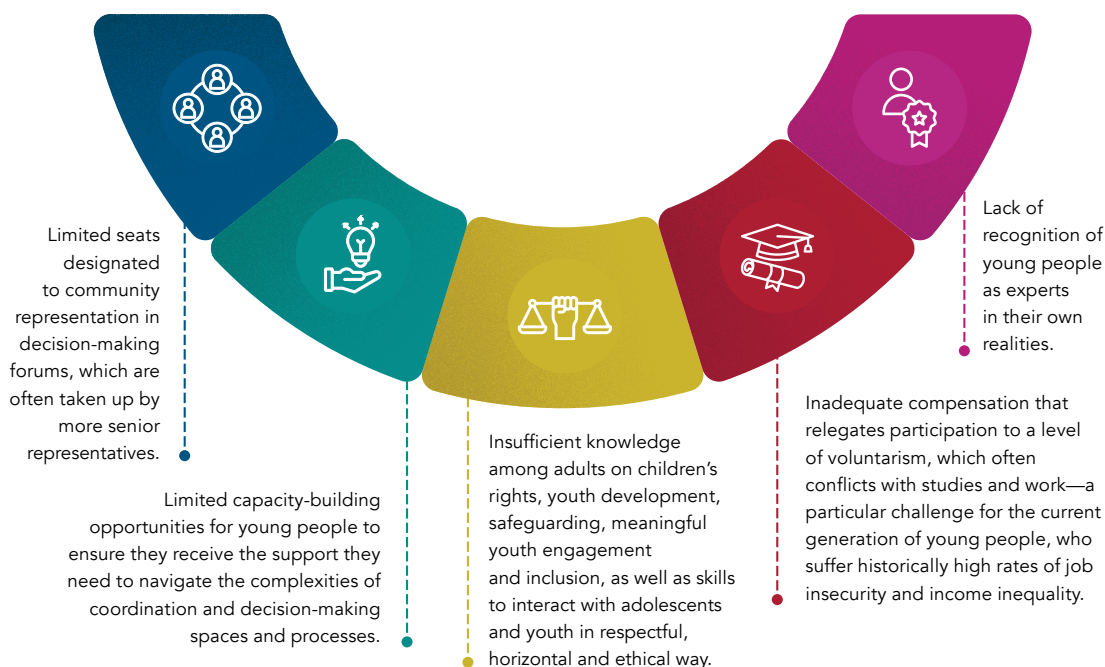 Limited seats
designated
to community
representation in
decision-making
forums, which are
often taken up by
more senior
representatives.
Limited capacity-building
opportunities for young people to
ensure they receive the support they
need to navigate the complexities of
coordination and decision-making
spaces and processes.
Insufficient knowledge
among adults on children’s
rights, youth development,
safeguarding, meaningful
youth engagement
and inclusion, as well as skills
to interact with adolescents
and youth in respectful,
horizontal and ethical way.
Inadequate compensation that
relegates participation to a level
of voluntarism, which often
conflicts with studies and work—a
particular challenge for the current
generation of young people, who
suffer historically high rates of job
insecurity and income inequality.
Lack of
recognition of
young people
as experts
in their own
realities.